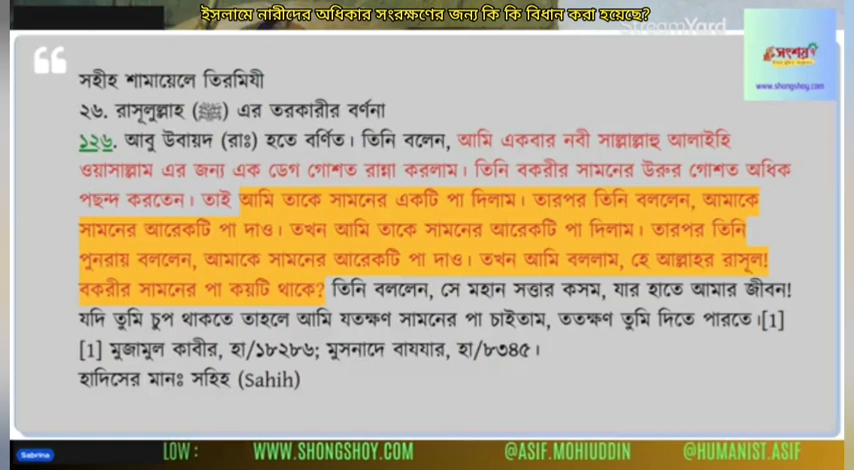 ইসলামে নারীদের অধিকার সংরক্ষণের জন্য কি কি বিধান করা হয়েছে?
StreamYard
সংশয়
www.shongshoy.com
সহীহ শামায়েলে তিরমিযী
২৬. রাসূলুল্লাহ (ﷺ) এর তরকারীর বর্ণনা
১২৬. আবু উবায়দ (রাঃ) হতে বর্ণিত। তিনি বলেন, আমি একবার নবী সাল্লাল্লাহু আলাইহি
ওয়াসাল্লাম এর জন্য এক ডেগ গোশত রান্না করলাম। তিনি বকরীর সামনের উরুর গোশত অধিক
পছন্দ করতেন। তাই আমি তাকে সামনের একটি পা দিলাম। তারপর তিনি বললেন, আমাকে
সামনের আরেকটি পা দাও। তখন আমি তাকে সামনের আরেকটি পা দিলাম। তারপর তিনি
পুনরায় বললেন, আমাকে সামনের আরেকটি পা দাও। তখন আমি বললাম, হে আল্লাহর রাসূল!
বকরীর সামনের পা কয়টি থাকে? তিনি বললেন, সে মহান সত্তার কসম, যার হাতে আমার জীবন!
যদি তুমি চুপ থাকতে তাহলে আমি যতক্ষণ সামনের পা চাইতাম, ততক্ষণ তুমি দিতে পারতে।[1]
[1] মুজামুল কাবীর, হা/১৮২৮৬; মুসনাদে বাযযার, হা/৮৩৪৫।
হাদিসের মানঃ সহিহ (Sahih)
Sabrina
LOW : WWW.SHONGSHOY.COM @ASIF.MOHIUDDIN @HUMANIST.ASIF